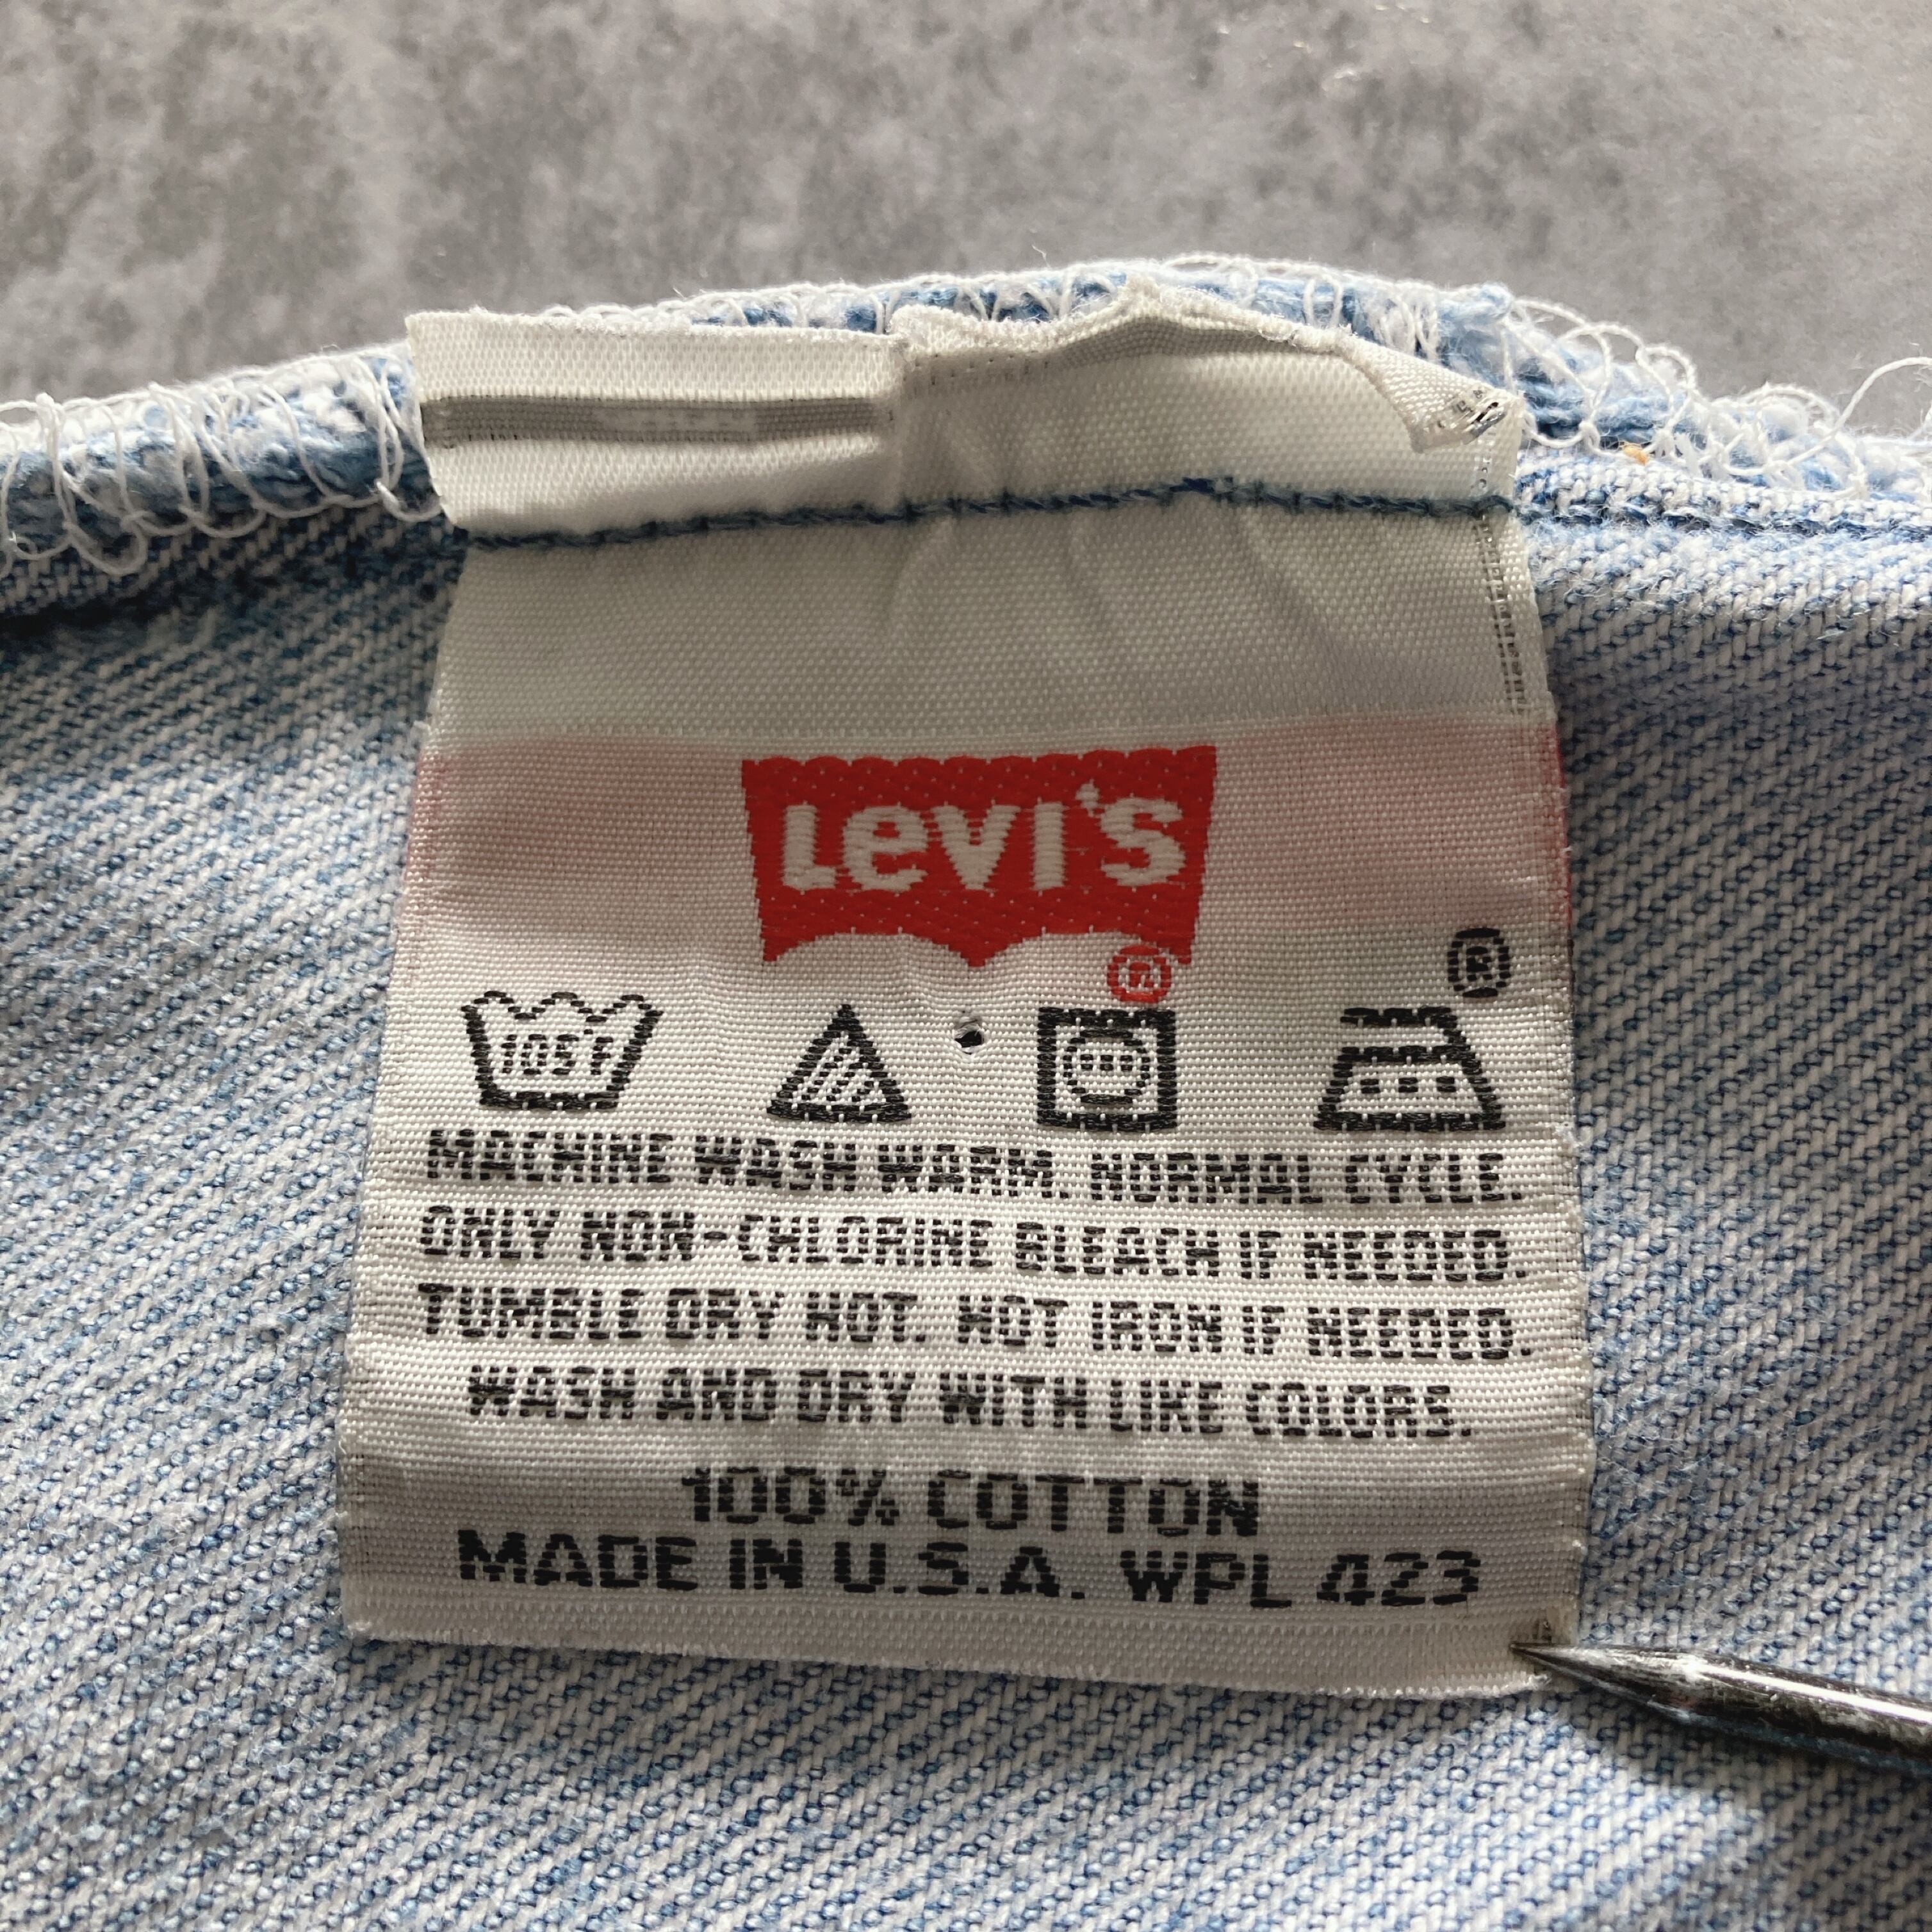 Levi's
®
®
105°F
MACHINE WASH WARM. NORMAL CYCLE.
ONLY NON-CHLORINE BLEACH IF NEEDED.
TUMBLE DRY HOT. HOT IRON IF NEEDED.
WASH AND DRY WITH LIKE COLORS.
100% COTTON
MADE IN U.S.A. WPL 423